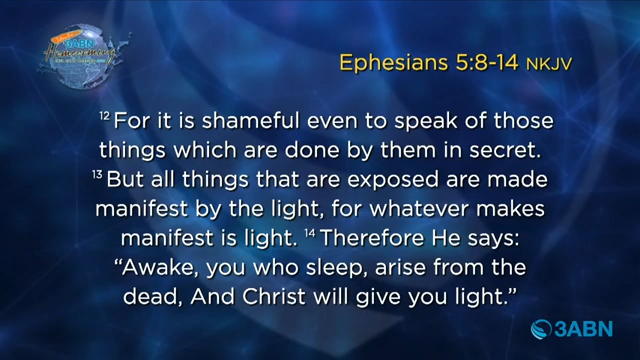 3ABN
Homecoming
Ephesians 5:8-14 NKJV
12 For it is shameful even to speak of those
things which are done by them in secret.
13 But all things that are exposed are made
manifest by the light, for whatever makes
manifest is light. 14 Therefore He says:
“Awake, you who sleep, arise from the
dead, And Christ will give you light.”
3ABN